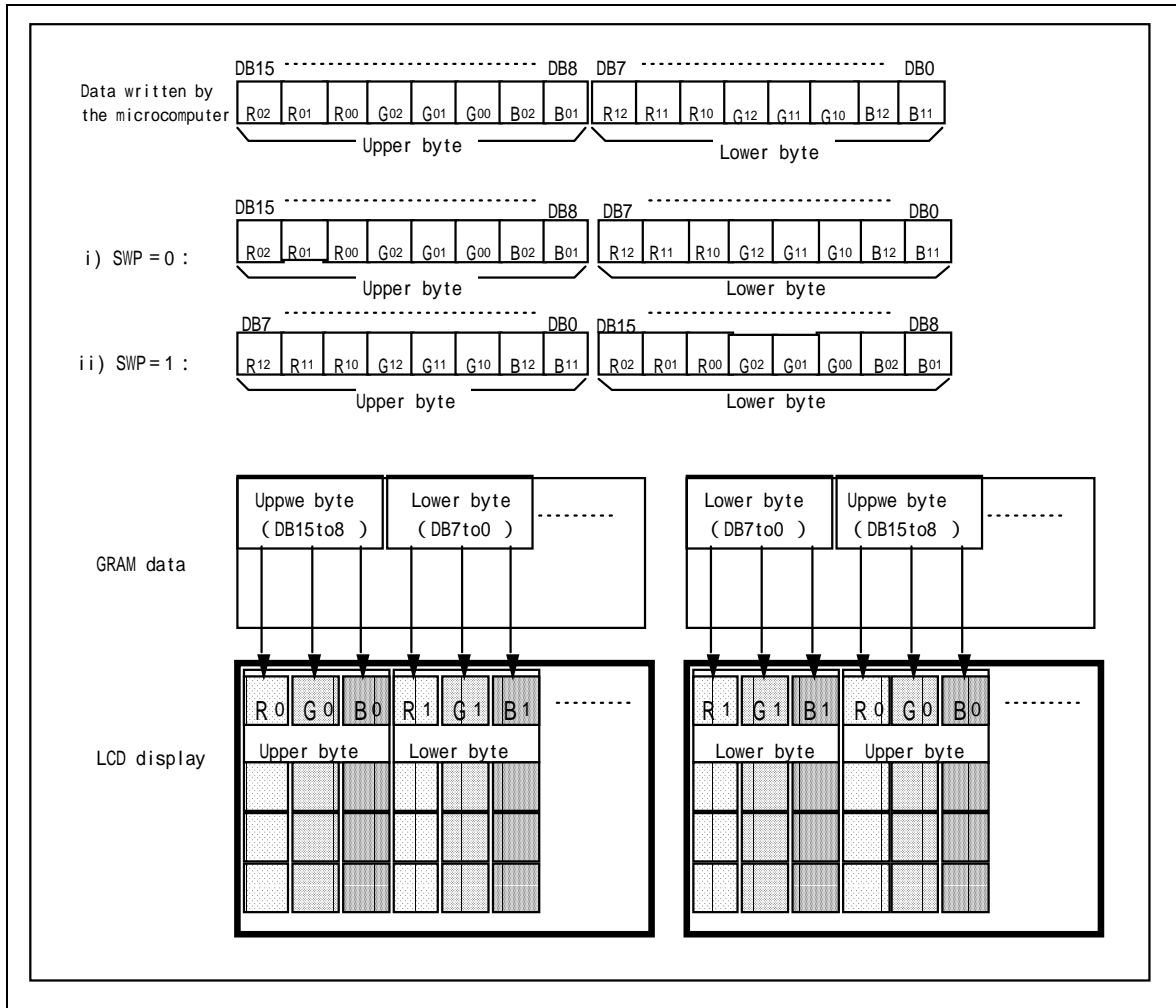 DB15 DB8 DB7 DB0
Data written by
the microcomputer
R02 R01 R00 G02 G01 G00 B02 B01 R12 R11 R10 G12 G11 G10 B12 B11
Upper byte Lower byte
DB15 DB8 DB7 DB0
i) SWP=0:
R02 R01 R00 G02 G01 G00 B02 B01 R12 R11 R10 G12 G11 G10 B12 B11
Upper byte Lower byte
DB7 DB0 DB15 DB8
ii) SWP=1:
R12 R11 R10 G12 G11 G10 B12 B11 R02 R01 R00 G02 G01 G00 B02 B01
Upper byte Lower byte
Uppwe byte Lower byte Lower byte Uppwe byte
(DB15to8 ) (DB7to0 ) (DB7to0 ) (DB15to8 )
GRAM data
R0 G0 B0 R1 G1 B1 R1 G1 B1 R0 G0 B0
Upper byte Lower byte Lower byte Upper byte
LCD display